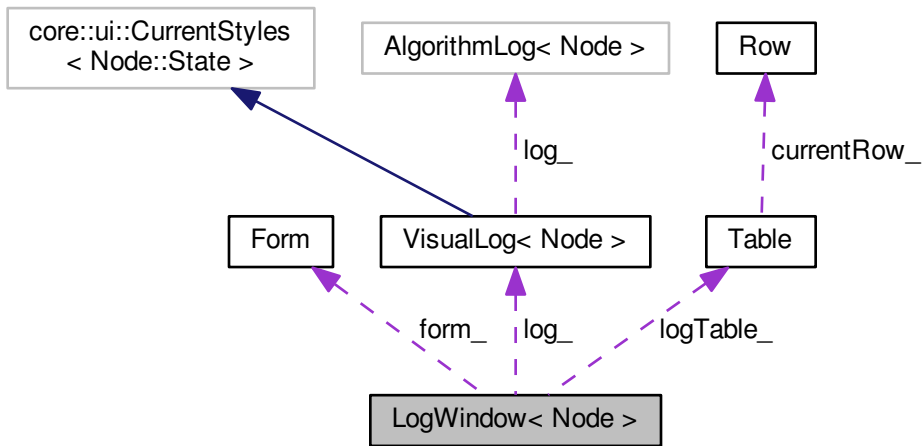 core::ui::CurrentStyles
< Node::State >
AlgorithmLog< Node >
Row
log_
currentRow_
Form
VisualLog< Node >
Table
form_
log_
logTable_
LogWindow< Node >